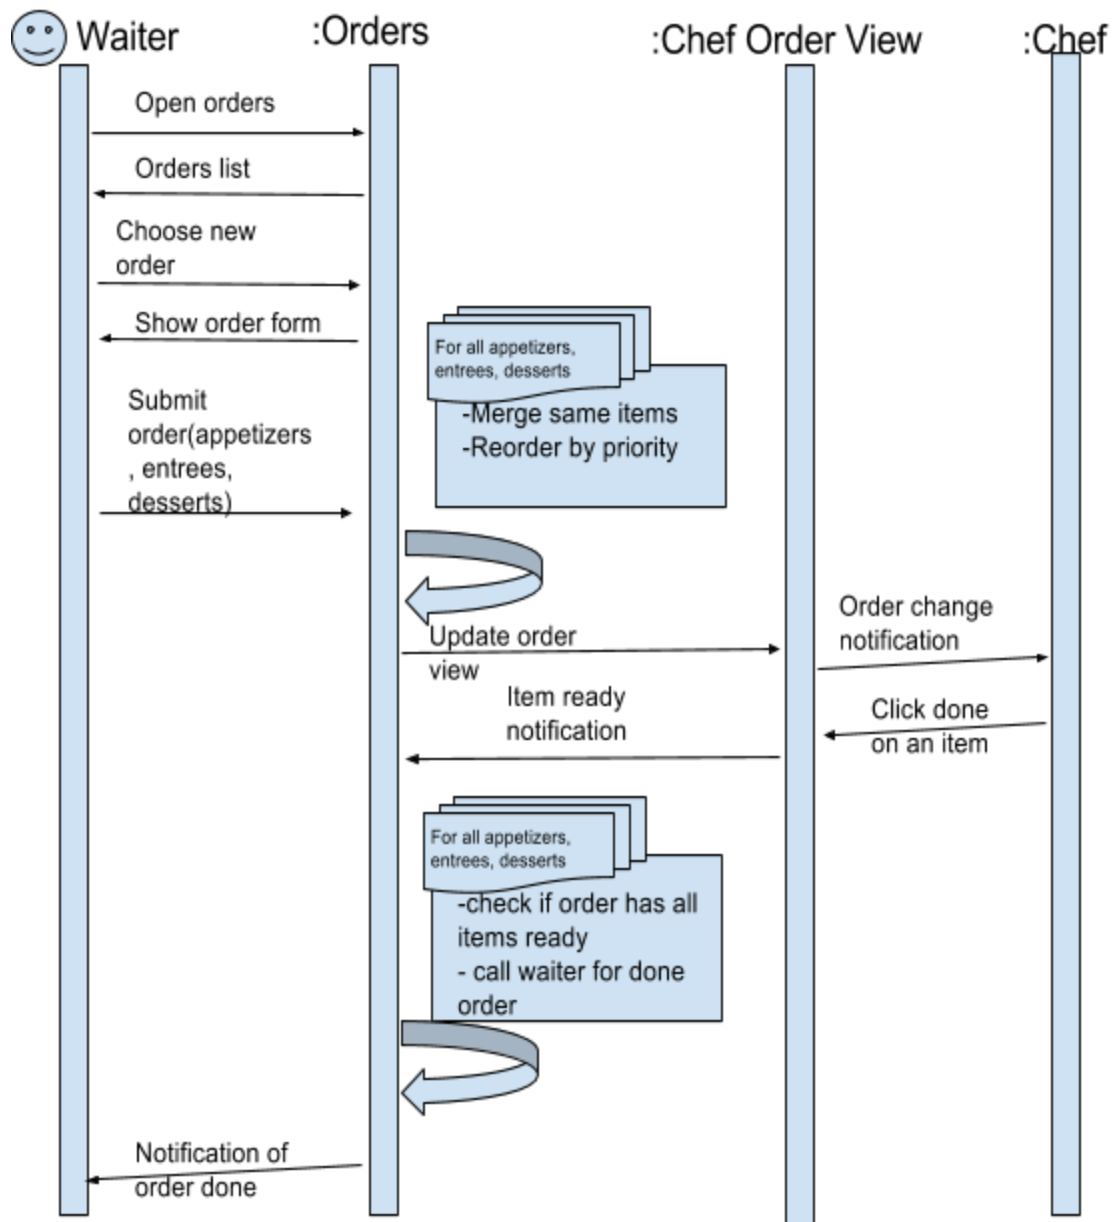 Waiter
:Orders
:Chef Order View
:Chef
Open orders
Orders list
Choose new
order
Show order form
For all appetizers,
entrees, desserts
-Merge same items
-Reorder by priority
Submit
order(appetizers
, entrees,
desserts)
Update order
view
Order change
notification
Item ready
notification
Click done
on an item
For all appetizers,
entrees, desserts
-check if order has all
items ready
- call waiter for done
order
Notification of
order done